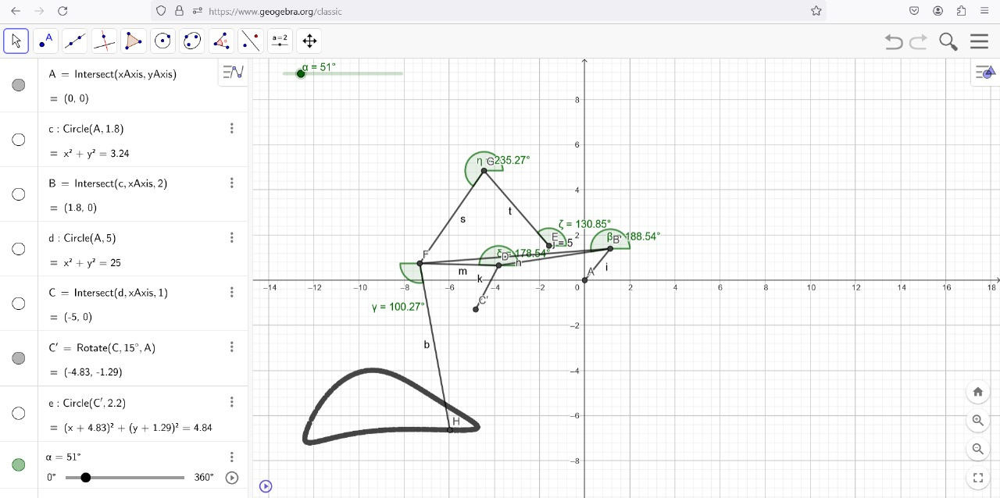 https://www.geogebra.org/classic
A
a=2
A = Intersect(xAxis, yAxis)
= (0, 0)
c : Circle(A, 1.8)
= x² + y² = 3.24
B = Intersect(c, xAxis, 2)
= (1.8, 0)
d : Circle(A, 5)
= x² + y² = 25
C = Intersect(d, xAxis, 1)
= (-5, 0)
C′ = Rotate(C, 15°, A)
= (-4.83, -1.29)
e : Circle(C′, 2.2)
= (x + 4.83)² + (y + 1.29)² = 4.84
α = 51°
0° 360°
α = 51°
8
6
η = 235.27°
G
4
t
s
ζ = 130.85°
2
E
j = 5
β = 188.54°
B'
F
δ = 178.54°
D
n
m
k
A
i
−14 −12 −10 −8 −6 −4 −2 0 2 4 6 8 10 12 14 16 18
C'
γ = 100.27°
−2
b
−4
−6
H
−8